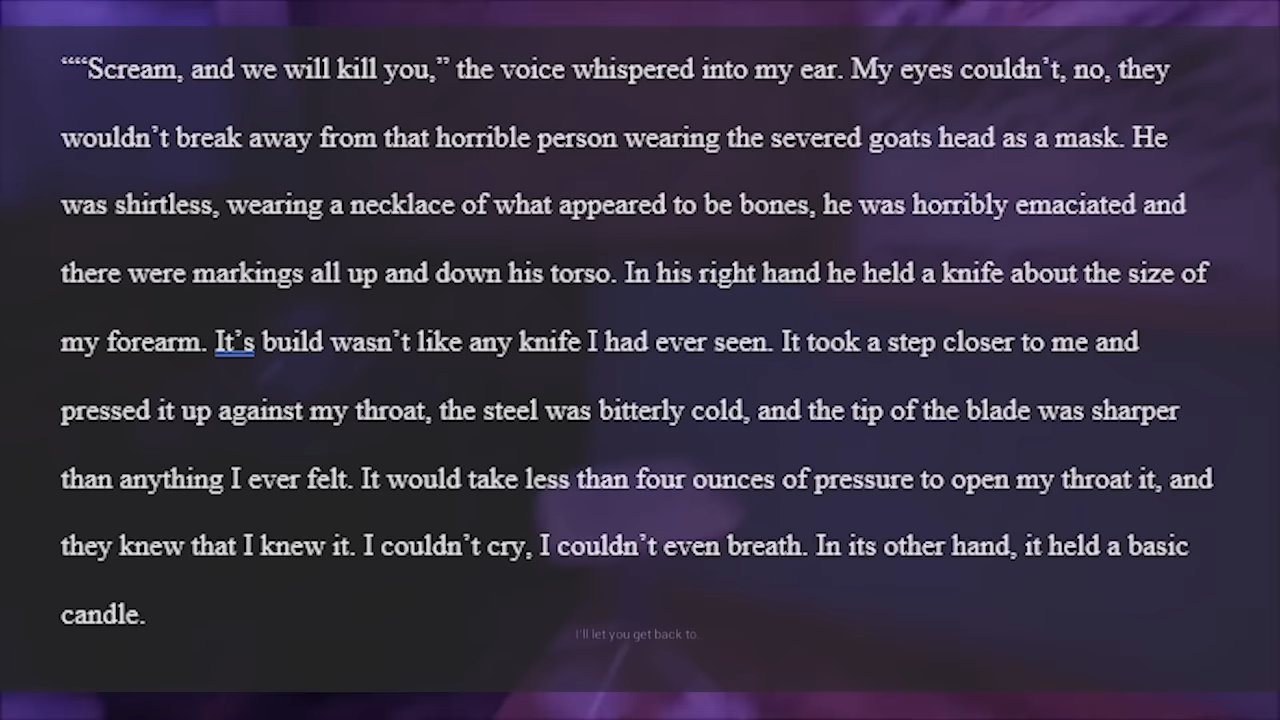 ““Scream, and we will kill you,” the voice whispered into my ear. My eyes couldn’t, no, they
wouldn’t break away from that horrible person wearing the severed goats head as a mask. He
was shirtless, wearing a necklace of what appeared to be bones, he was horribly emaciated and
there were markings all up and down his torso. In his right hand he held a knife about the size of
my forearm. It’s build wasn’t like any knife I had ever seen. It took a step closer to me and
pressed it up against my throat, the steel was bitterly cold, and the tip of the blade was sharper
than anything I ever felt. It would take less than four ounces of pressure to open my throat it, and
they knew that I knew it. I couldn’t cry, I couldn’t even breath. In its other hand, it held a basic
candle.
I'll let you get back to.